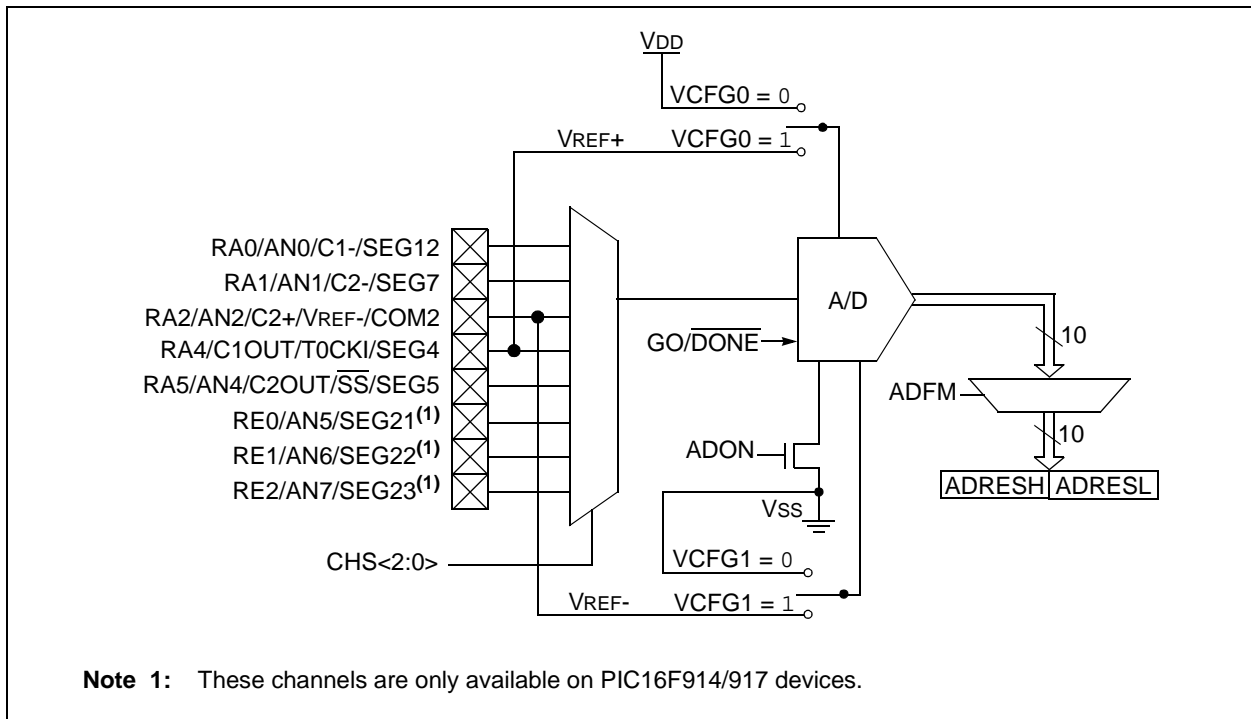 VDD
VCFG0 = 0
VREF+ VCFG0 = 1
RA0/AN0/C1-/SEG12
RA1/AN1/C2-/SEG7
RA2/AN2/C2+/VREF-/COM2
RA4/C1OUT/T0CKI/SEG4
RA5/AN4/C2OUT/SS/SEG5
RE0/AN5/SEG21(1)
RE1/AN6/SEG22(1)
RE2/AN7/SEG23(1)
CHS<2:0>
A/D
GO/DONE
10
ADFM
10
ADON
ADRESH ADRESL
VSS
VCFG1 = 0
VREF- VCFG1 = 1
Note 1: These channels are only available on PIC16F914/917 devices.